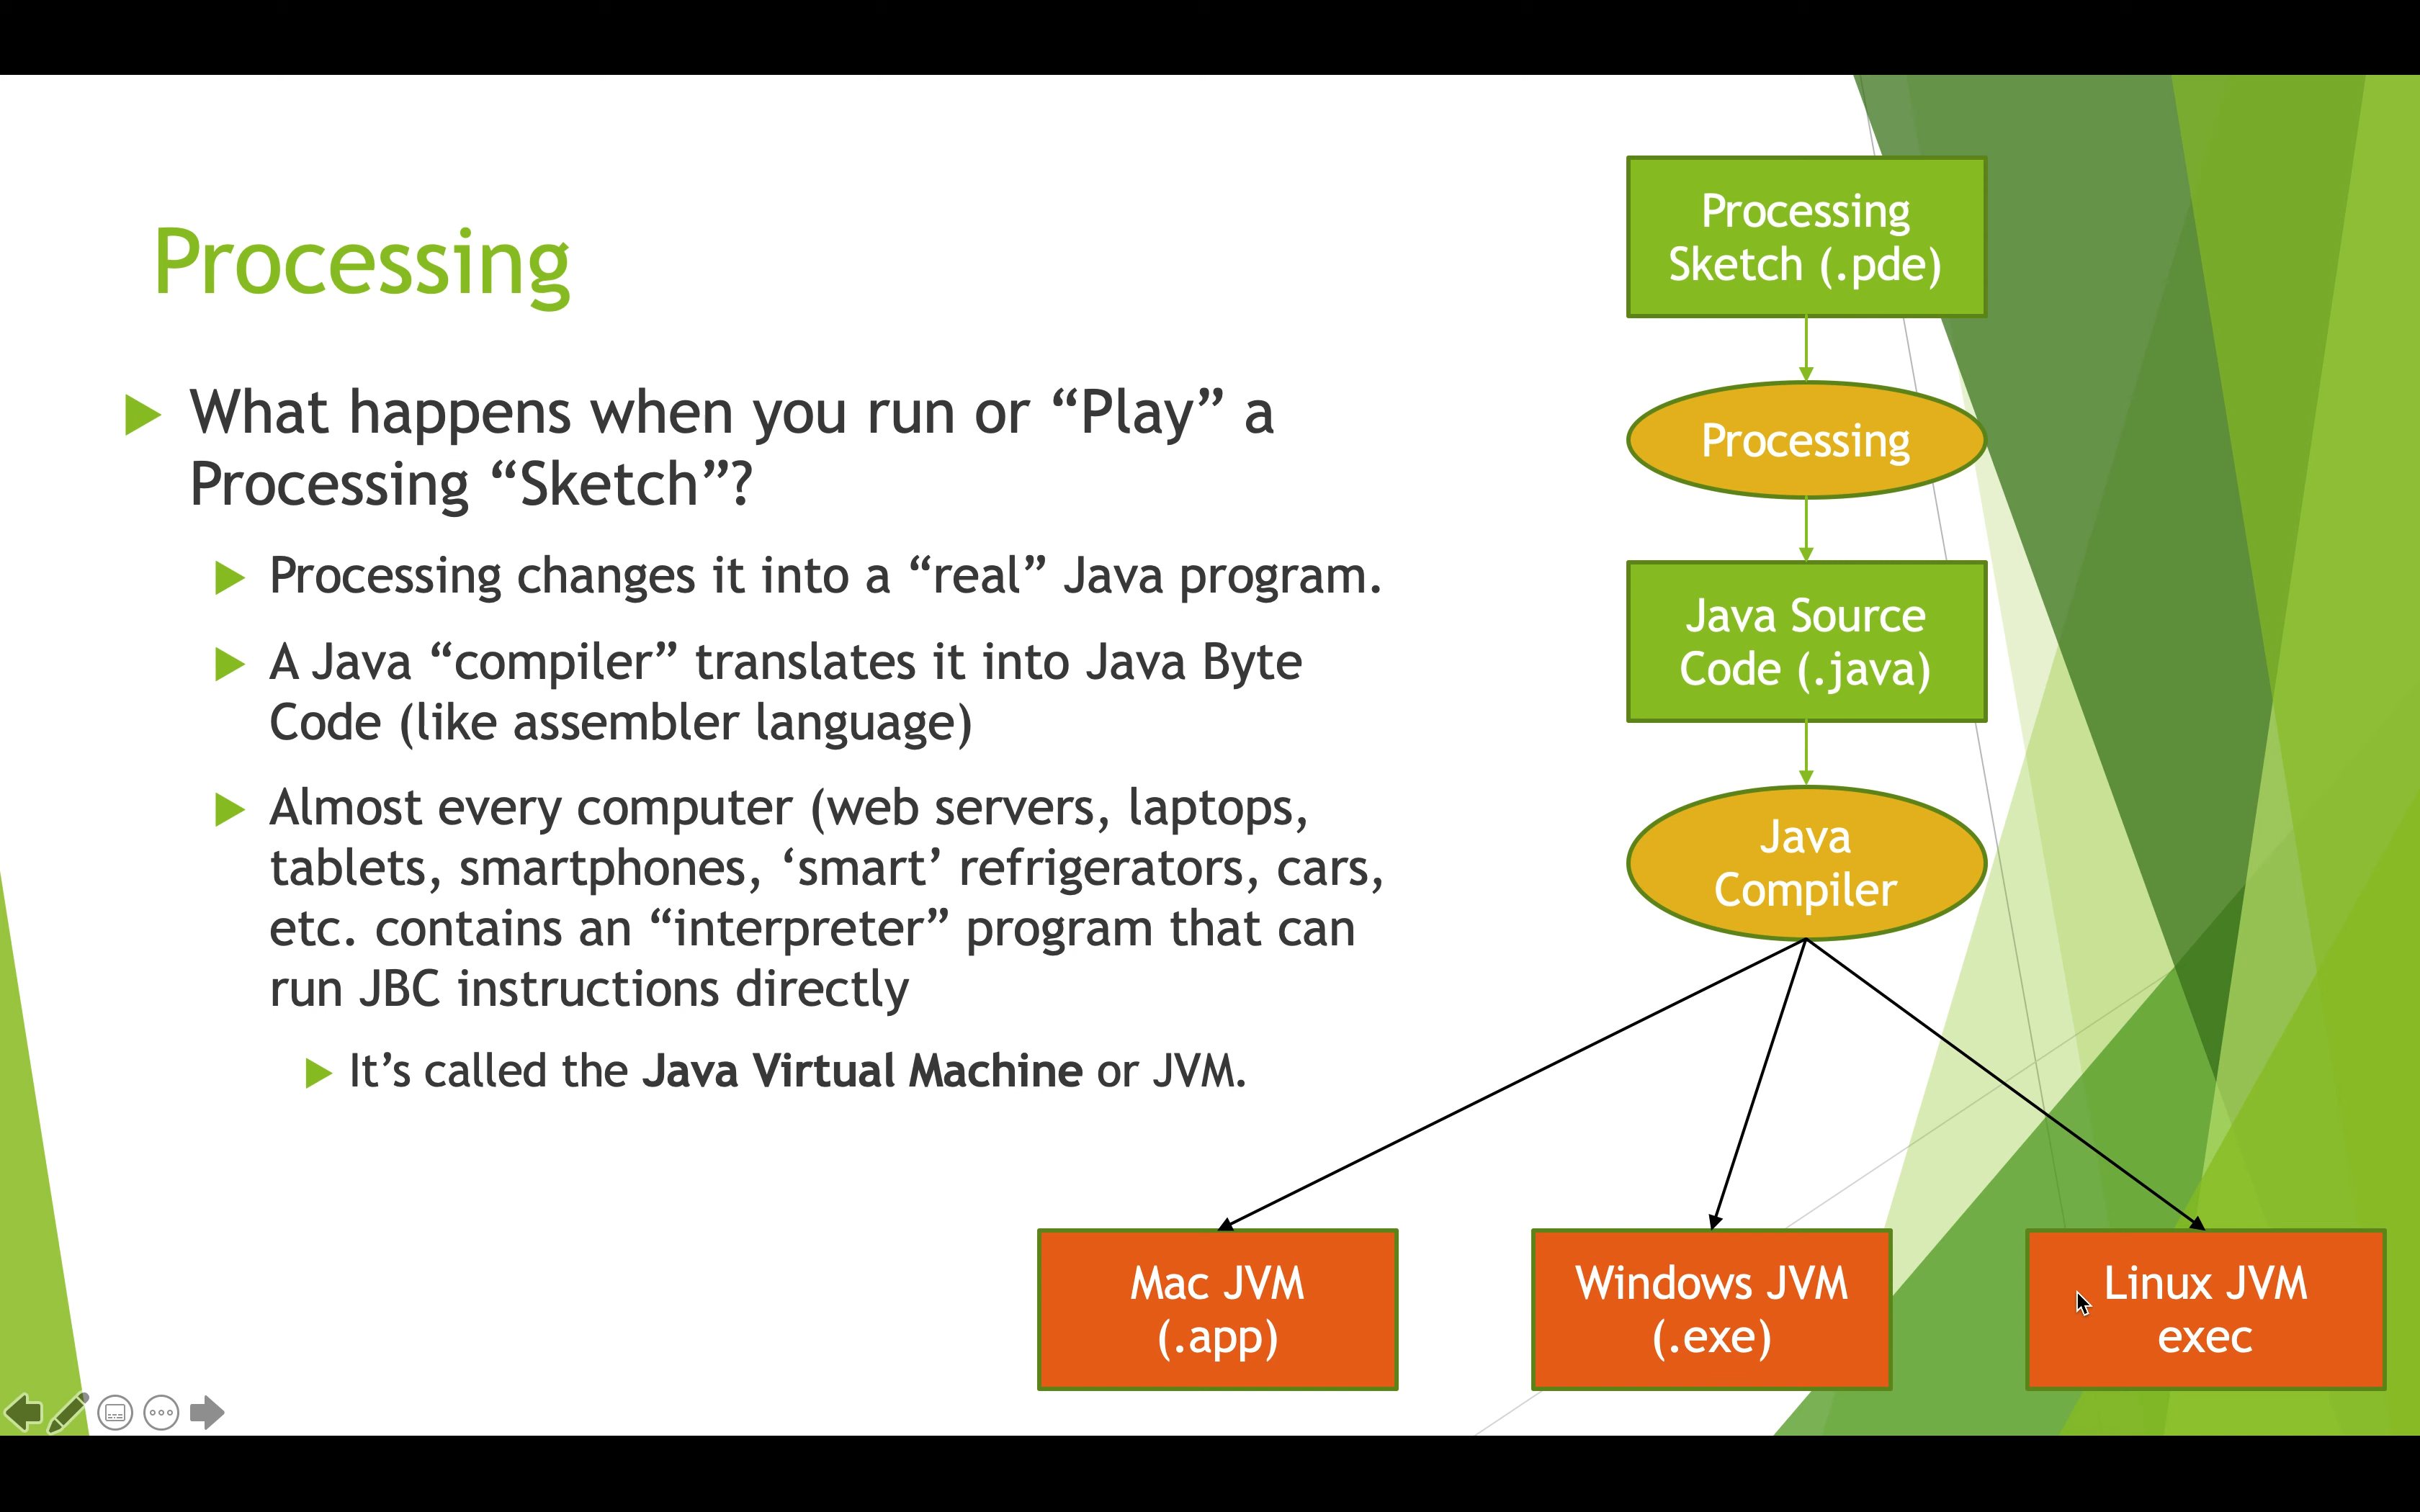 Processing
What happens when you run or “Play” a
Processing “Sketch”?
Processing changes it into a “real” Java program.
A Java “compiler” translates it into Java Byte
Code (like assembler language)
Almost every computer (web servers, laptops,
tablets, smartphones, ‘smart’ refrigerators, cars,
etc. contains an “interpreter” program that can
run JBC instructions directly
It’s called the Java Virtual Machine or JVM.
Processing
Sketch (.pde)
Processing
Java Source
Code (.java)
Java
Compiler
Mac JVM
(.app)
Windows JVM
(.exe)
Linux JVM
exec